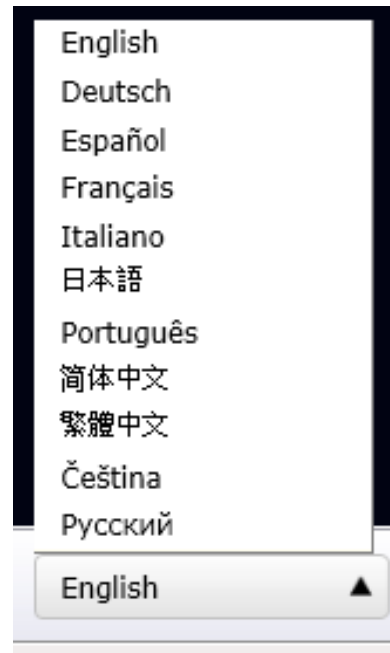 English
Deutsch
Español
Français
Italiano
日本語
Português
简体中文
繁體中文
Čeština
Русский
English